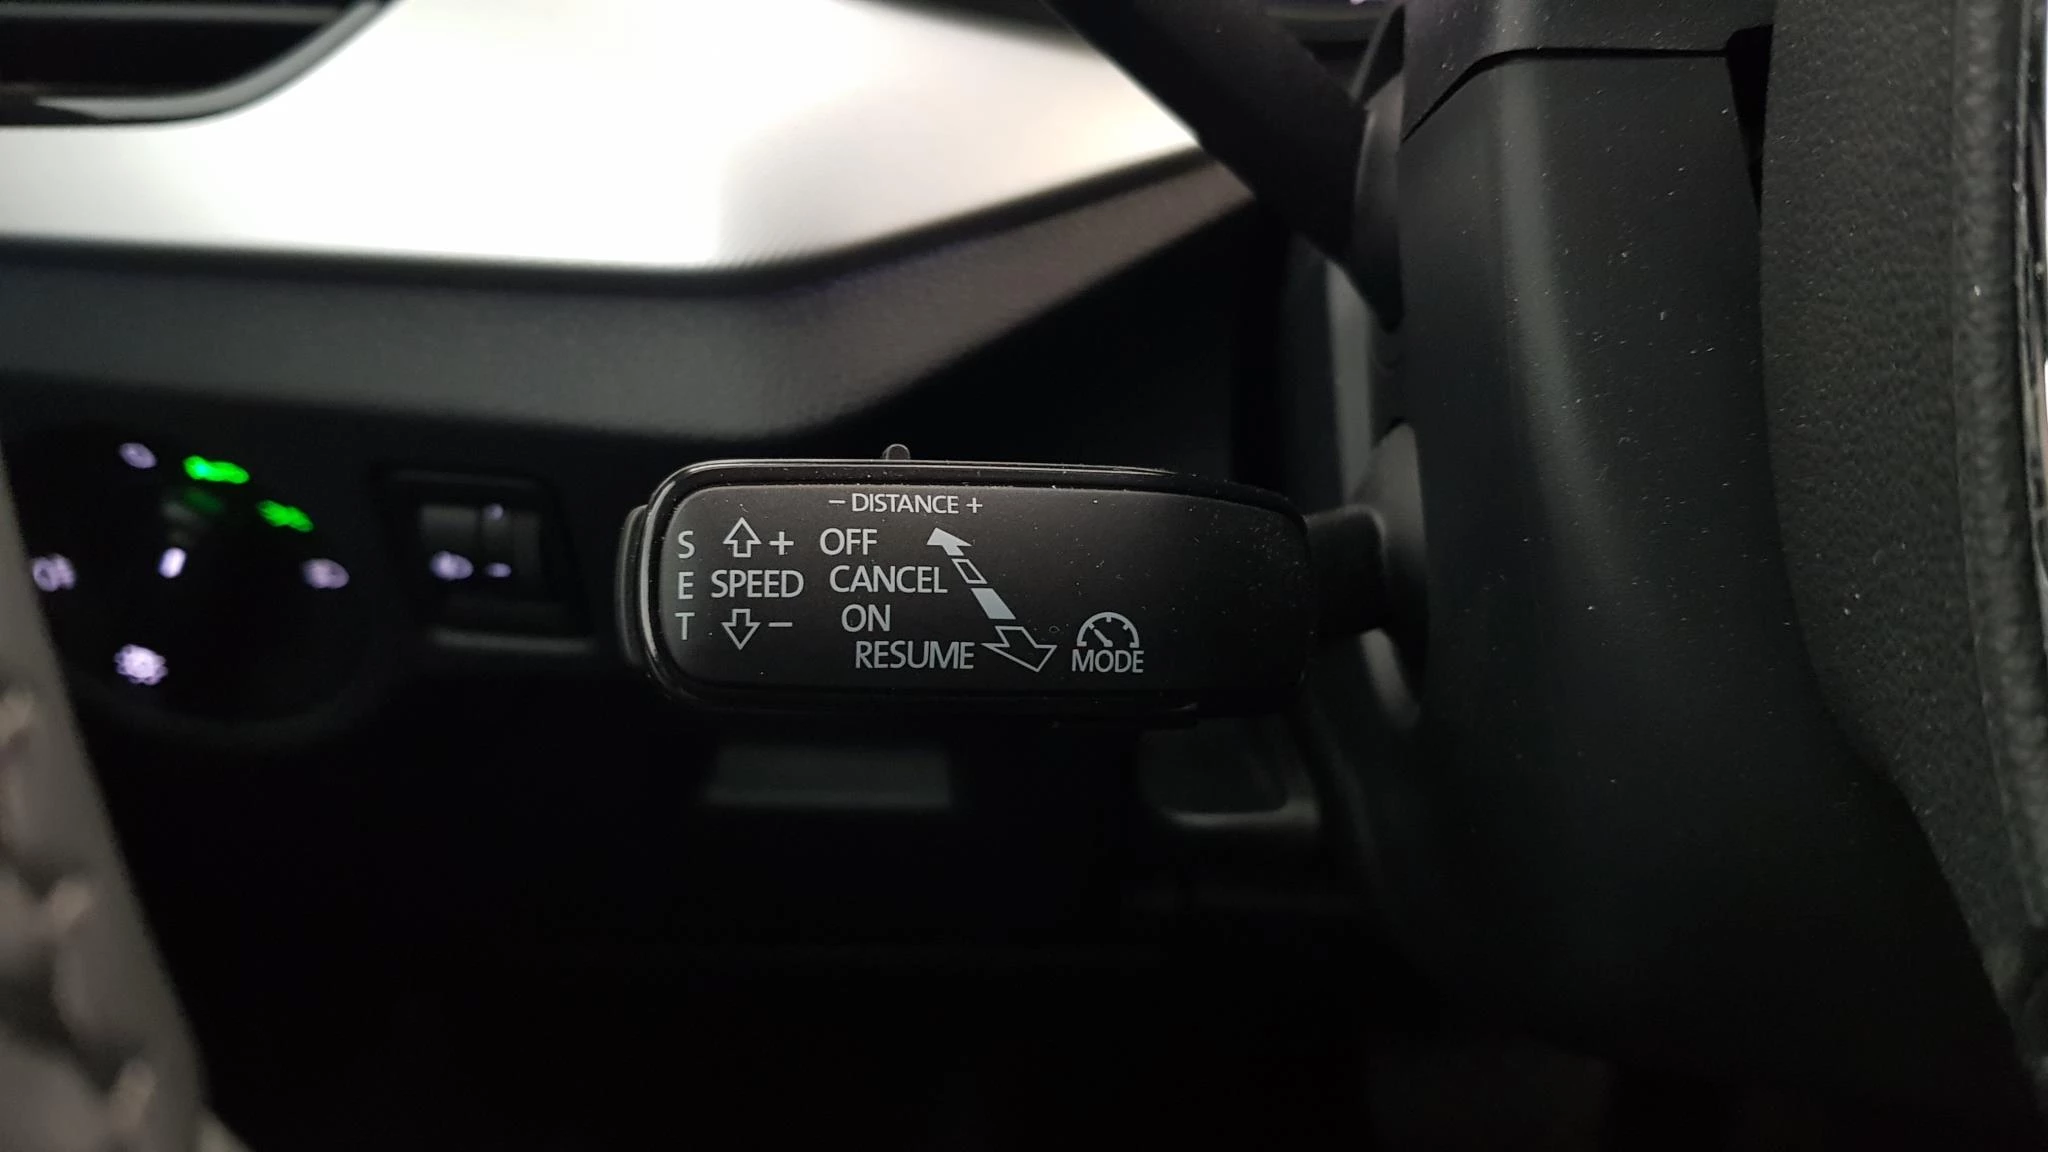 - DISTANCE +
S + OFF
E SPEED CANCEL
T - ON
RESUME MODE